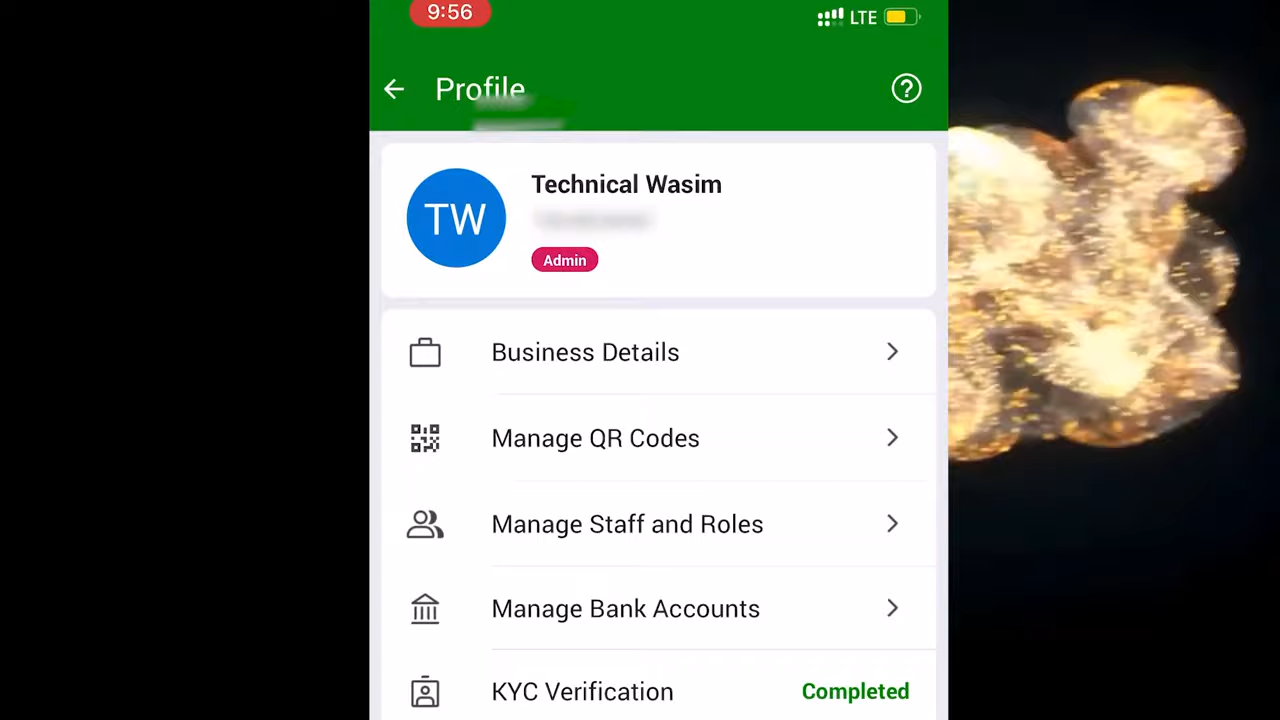 9:56
LTE
Profile
Technical Wasim
TW
Admin
Business Details
Manage QR Codes
Manage Staff and Roles
Manage Bank Accounts
KYC Verification Completed